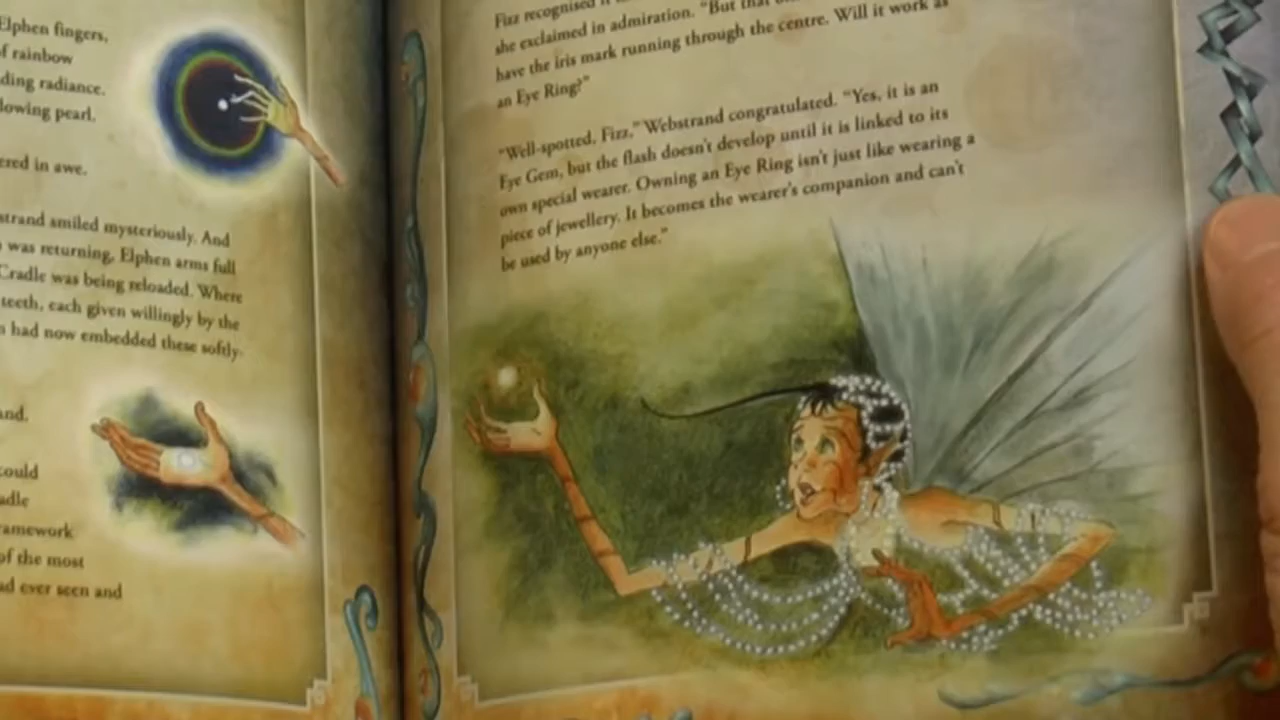 Elphen fingers,
of rainbow
ding radiance.
lowing pearl.
ered in awe.
strand smiled mysteriously. And
was returning, Elphen arms full
Cradle was being reloaded. Where
teeth, each given willingly by the
had now embedded these softly
and.
could
adle
ramework
of the most
ad ever seen and
Fizz recognised it
she exclaimed in admiration. "But that
have the iris mark running through the centre. Will it work as
an Eye Ring?"
"Well-spotted, Fizz," Webstrand congratulated. "Yes, it is an
Eye Gem, but the flash doesn't develop until it is linked to its
own special wearer. Owning an Eye Ring isn't just like wearing a
piece of jewellery. It becomes the wearer's companion and can't
be used by anyone else."